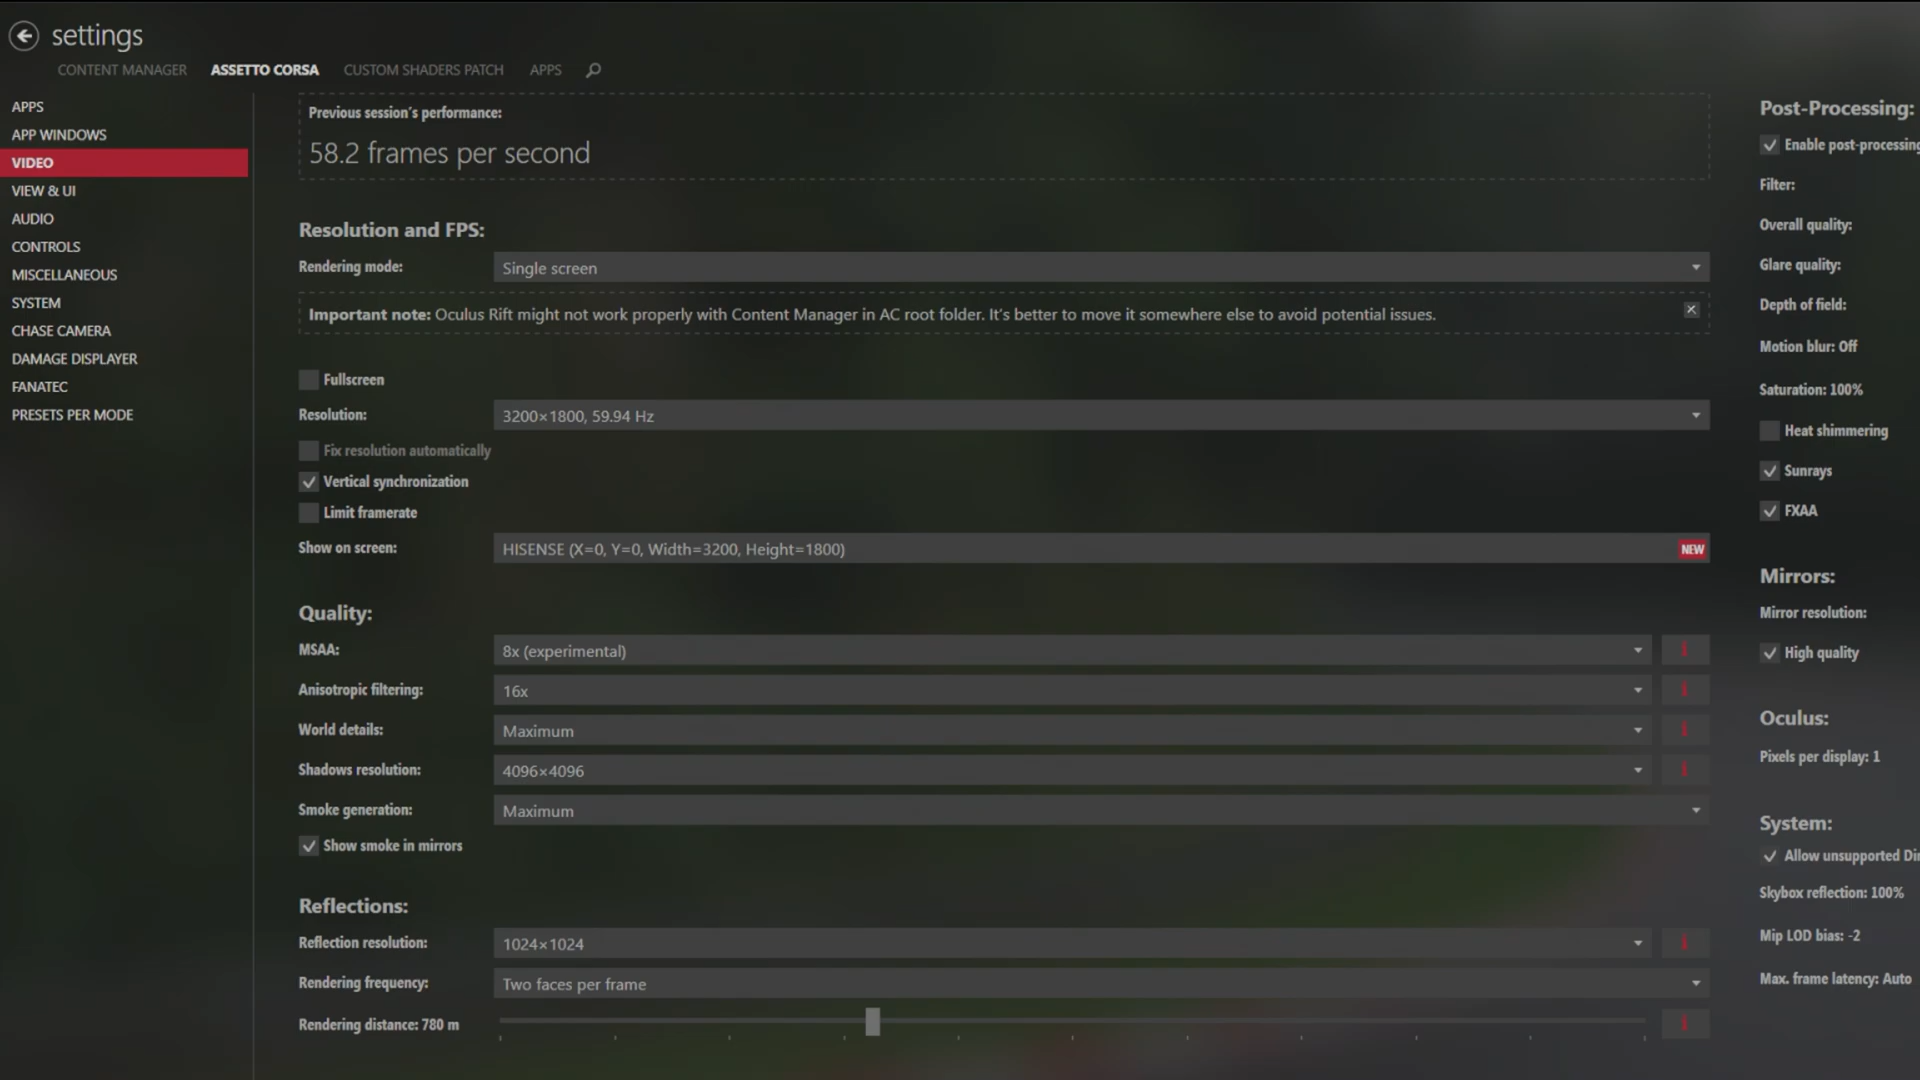 settings
CONTENT MANAGER ASSETTO CORSA CUSTOM SHADERS PATCH APPS
APPS
APP WINDOWS
VIDEO
VIEW & UI
AUDIO
CONTROLS
MISCELLANEOUS
SYSTEM
CHASE CAMERA
DAMAGE DISPLAYER
FANATEC
PRESETS PER MODE
Previous session's performance:
58.2 frames per second
Resolution and FPS:
Rendering mode: Single screen
Important note: Oculus Rift might not work properly with Content Manager in AC root folder. It's better to move it somewhere else to avoid potential issues.
Fullscreen
Resolution: 3200×1800, 59.94 Hz
Fix resolution automatically
Vertical synchronization
Limit framerate
Show on screen: HISENSE (X=0, Y=0, Width=3200, Height=1800) NEW
Quality:
MSAA: 8x (experimental)
Anisotropic filtering: 16x
World details: Maximum
Shadows resolution: 4096×4096
Smoke generation: Maximum
Show smoke in mirrors
Reflections:
Reflection resolution: 1024×1024
Rendering frequency: Two faces per frame
Rendering distance: 780 m
Post-Processing:
Enable post-processing
Filter:
Overall quality:
Glare quality:
Depth of field:
Motion blur: Off
Saturation: 100%
Heat shimmering
Sunrays
FXAA
Mirrors:
Mirror resolution:
High quality
Oculus:
Pixels per display: 1
System:
Allow unsupported Dir
Skybox reflection: 100%
Mip LOD bias: -2
Max. frame latency: Auto